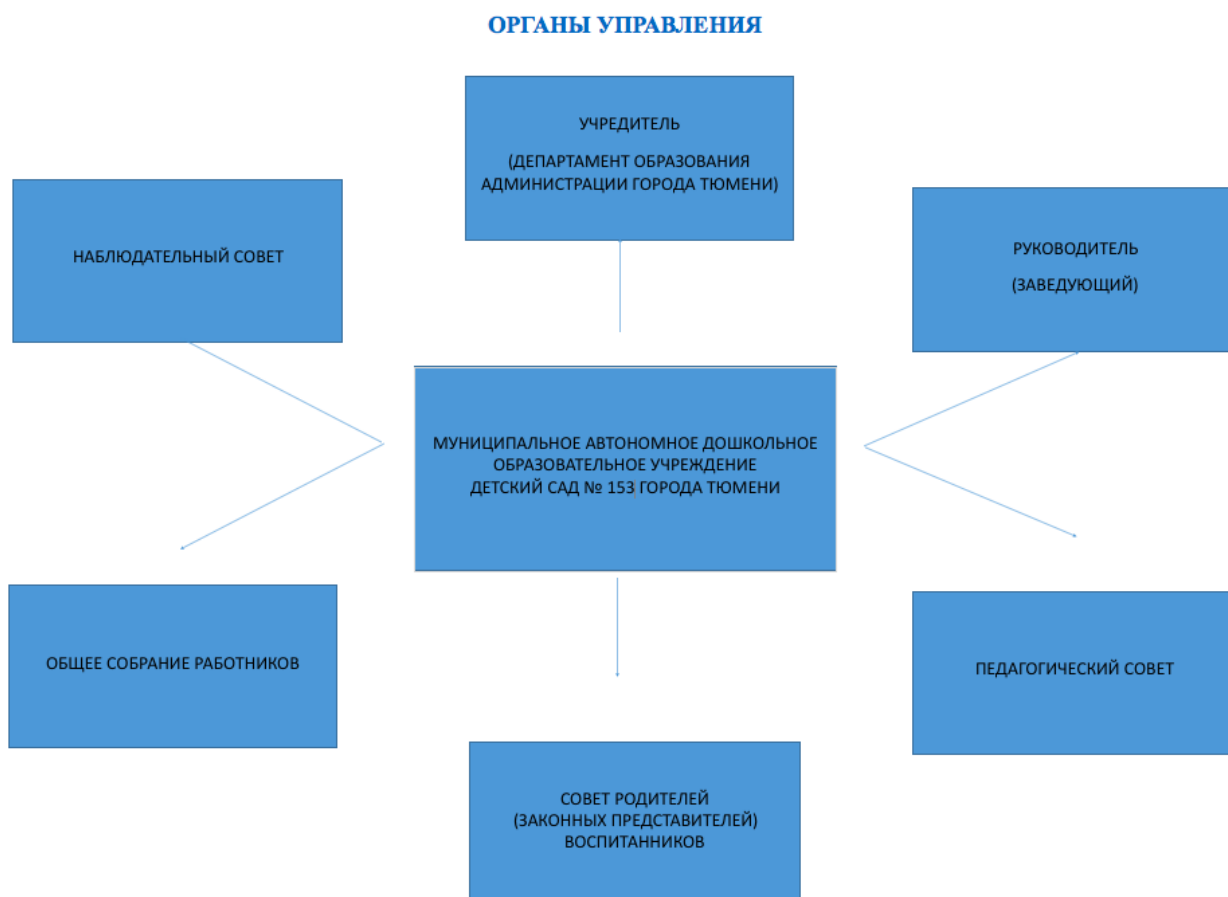 ОРГАНЫ УПРАВЛЕНИЯ
УЧРЕДИТЕЛЬ
(ДЕПАРТАМЕНТ ОБРАЗОВАНИЯ
АДМИНИСТРАЦИИ ГОРОДА ТЮМЕНИ)
НАБЛЮДАТЕЛЬНЫЙ СОВЕТ
РУКОВОДИТЕЛЬ
(ЗАВЕДУЮЩИЙ)
МУНИЦИПАЛЬНОЕ АВТОНОМНОЕ ДОШКОЛЬНОЕ
ОБРАЗОВАТЕЛЬНОЕ УЧРЕЖДЕНИЕ
ДЕТСКИЙ САД № 153 ГОРОДА ТЮМЕНИ
ОБЩЕЕ СОБРАНИЕ РАБОТНИКОВ
ПЕДАГОГИЧЕСКИЙ СОВЕТ
СОВЕТ РОДИТЕЛЕЙ
(ЗАКОННЫХ ПРЕДСТАВИТЕЛЕЙ)
ВОСПИТАННИКОВ